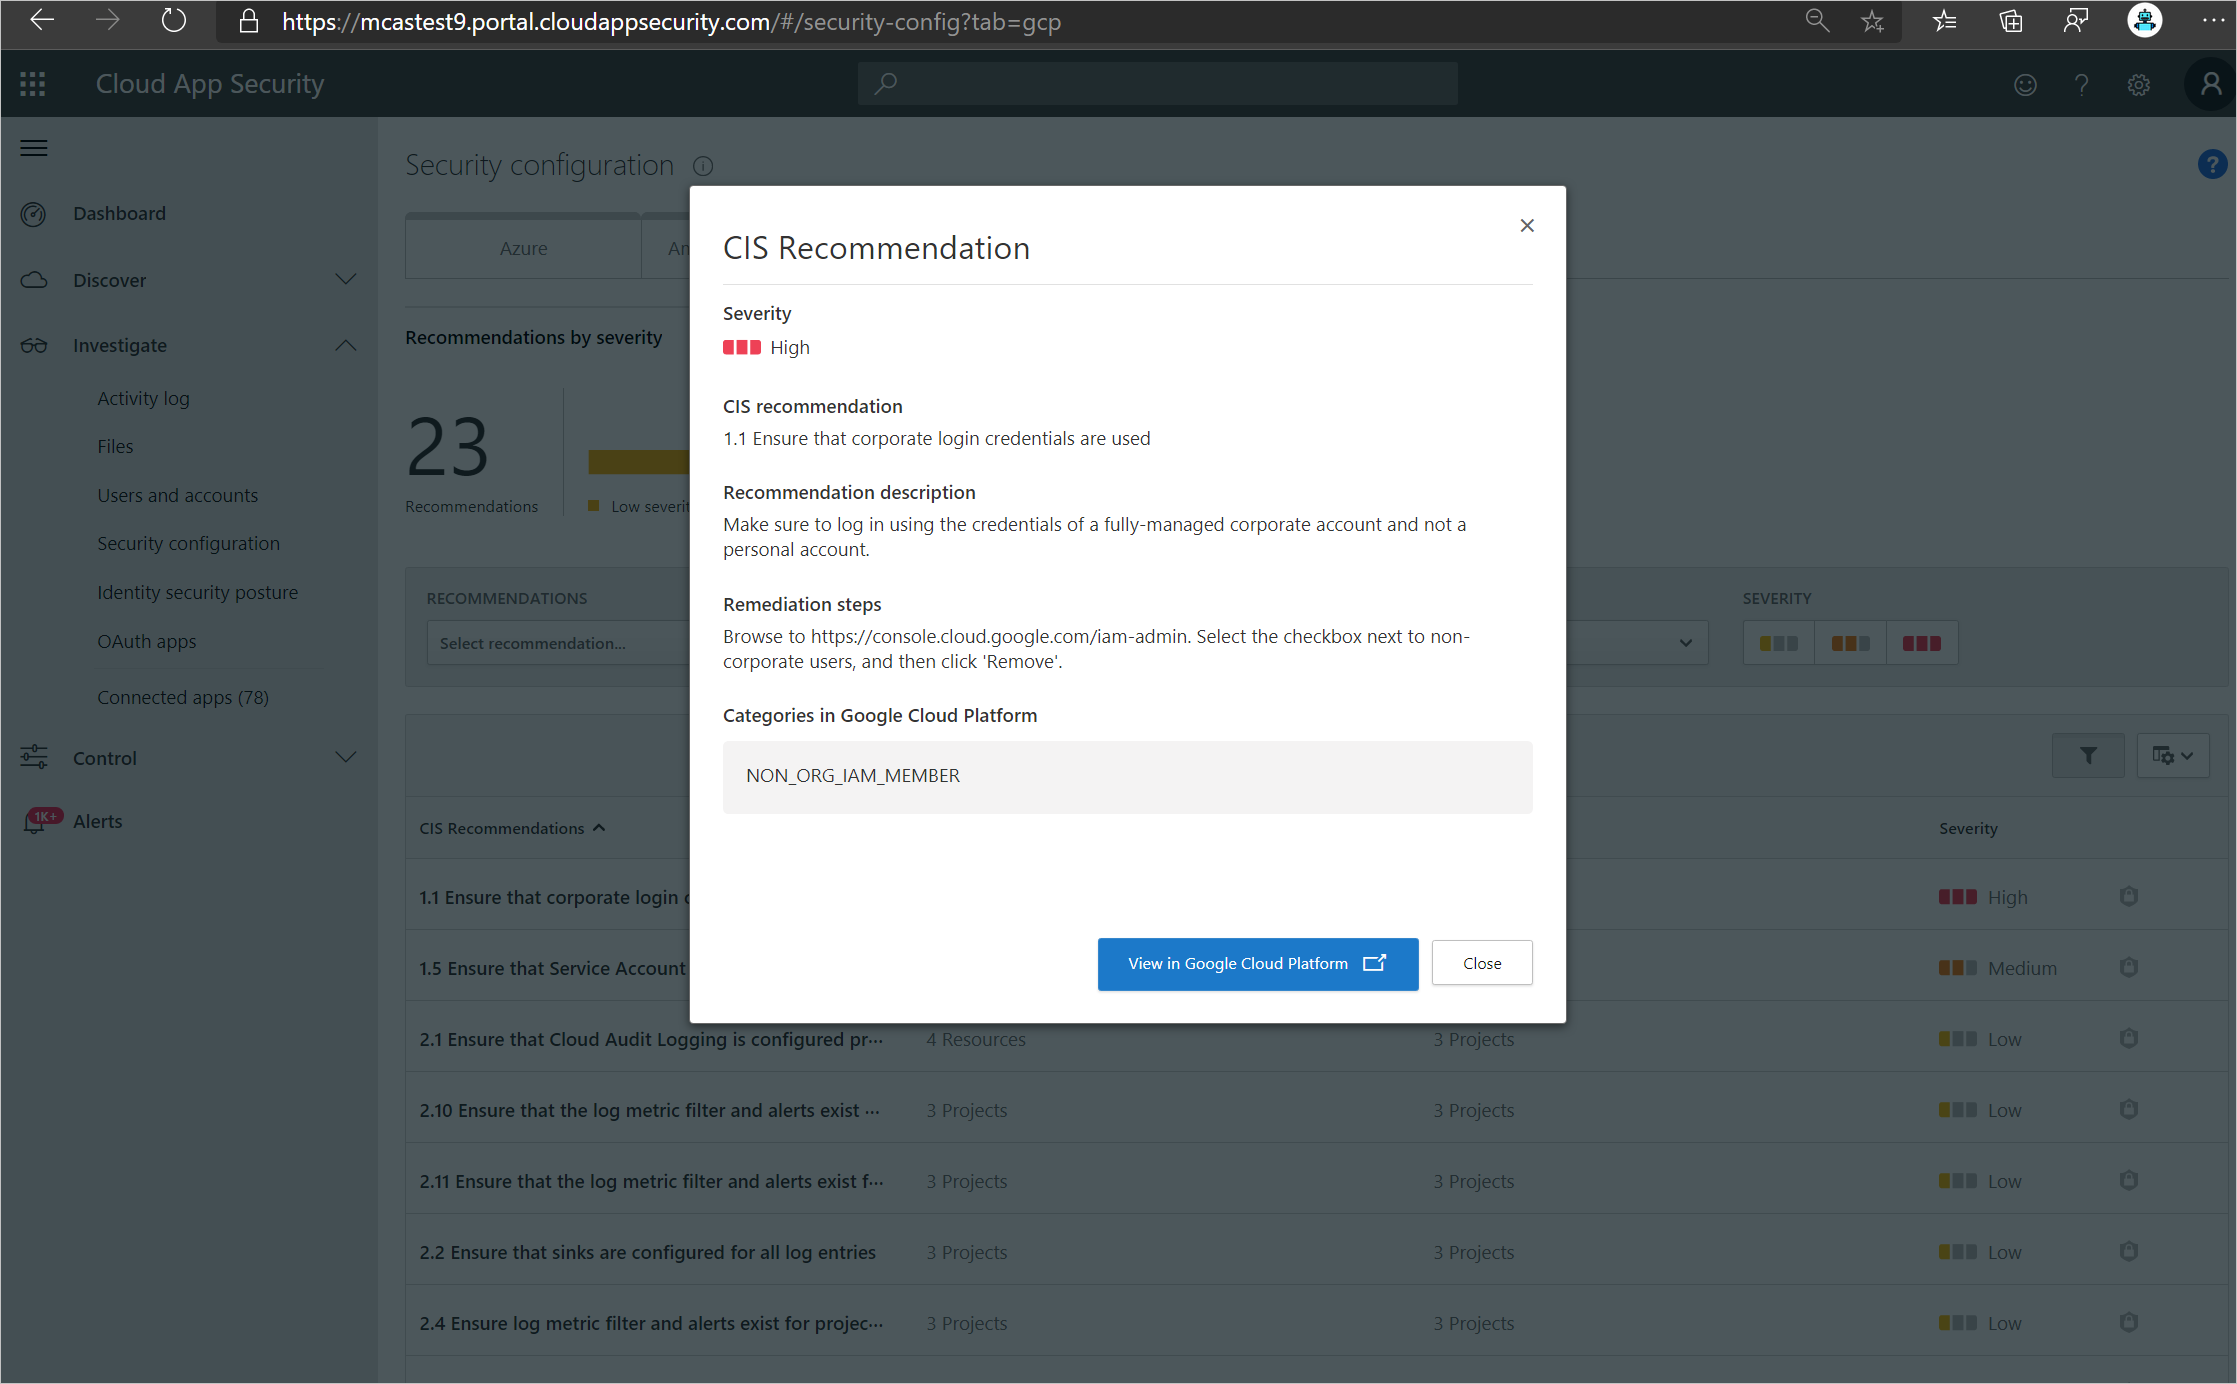 https://mcastest9.portal.cloudappsecurity.com/#/security-config?tab=gcp
Cloud App Security
?
Security configuration
?
Dashboard
Discover
Investigate
Activity log
Files
Users and accounts
Security configuration
Identity security posture
OAuth apps
Connected apps (78)
Control
1K+
Alerts
Azure
Recommendations by severity
23
Recommendations
Low
RECOMMENDATIONS
Select recommendation...
SEVERITY
CIS Recommendation
Severity
High
CIS recommendation
1.1 Ensure that corporate login credentials are used
Recommendation description
Make sure to log in using the credentials of a fully-managed corporate account and not a
personal account.
Remediation steps
Browse to https://console.cloud.google.com/iam-admin. Select the checkbox next to non-
corporate users, and then click 'Remove'.
Categories in Google Cloud Platform
NON_ORG_IAM_MEMBER
View in Google Cloud Platform
Close
CIS Recommendations
Severity
1.1 Ensure that corporate login
High
1.5 Ensure that Service Account
Medium
2.1 Ensure that Cloud Audit Logging is configured pr... 4 Resources 3 Projects Low
2.10 Ensure that the log metric filter and alerts exist ... 3 Projects 3 Projects Low
2.11 Ensure that the log metric filter and alerts exist f... 3 Projects 3 Projects Low
2.2 Ensure that sinks are configured for all log entries 3 Projects 3 Projects Low
2.4 Ensure log metric filter and alerts exist for projec... 3 Projects 3 Projects Low